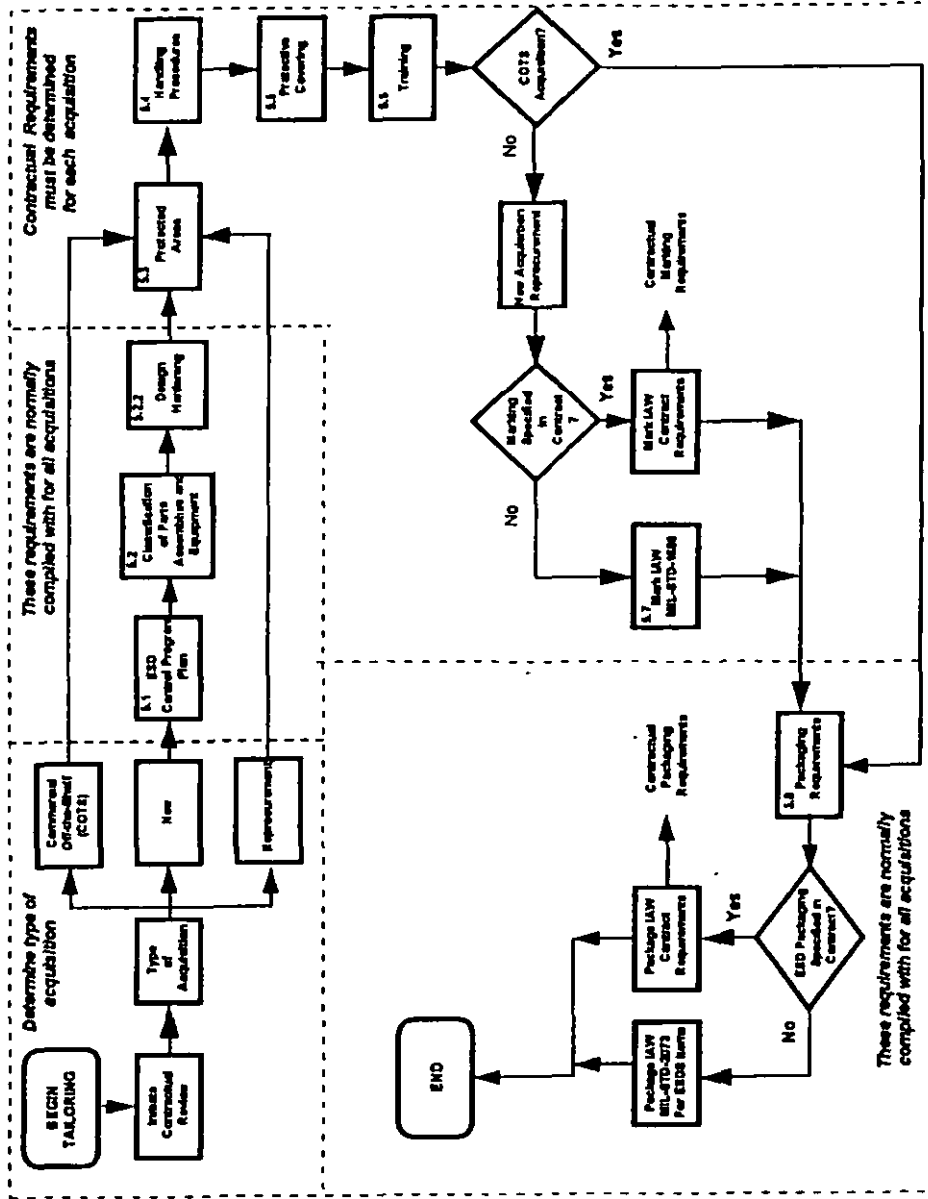 Determine type of
acquisition
BEGIN
TAILORING
Initiate
Contractual
Review
Type
of
Acquisition
Commercial
Off-the-Shelf
(COTS)
New
Reprocurement
These requirements are normally
complied with for all acquisitions
5.1 ESD
Control Program
Plan
5.2
Classification
of Parts
Assemblies and
Equipment
5.2.2
Design
Hardening
Contractual Requirements
must be determined
for each acquisition
5.3
Protected
Areas
5.4
Handling
Procedures
5.5
Protective
Covering
5.6
Training
COTS
Acquisition?
Yes
No
New Acquisition
Reprocurement
Marking
Specified
in
Contract
?
Yes
No
Mark IAW
Contract
Requirements
Contractual
Marking
Requirements
5.7 Mark IAW
MIL-STD-1686
5.8
Packaging
Requirements
ESD Packaging
Specified in
Contract?
Yes
No
Package IAW
Contract
Requirements
Contractual
Packaging
Requirements
Package IAW
MIL-STD-2073
Per ESDS Items
END
These requirements are normally
complied with for all acquisitions